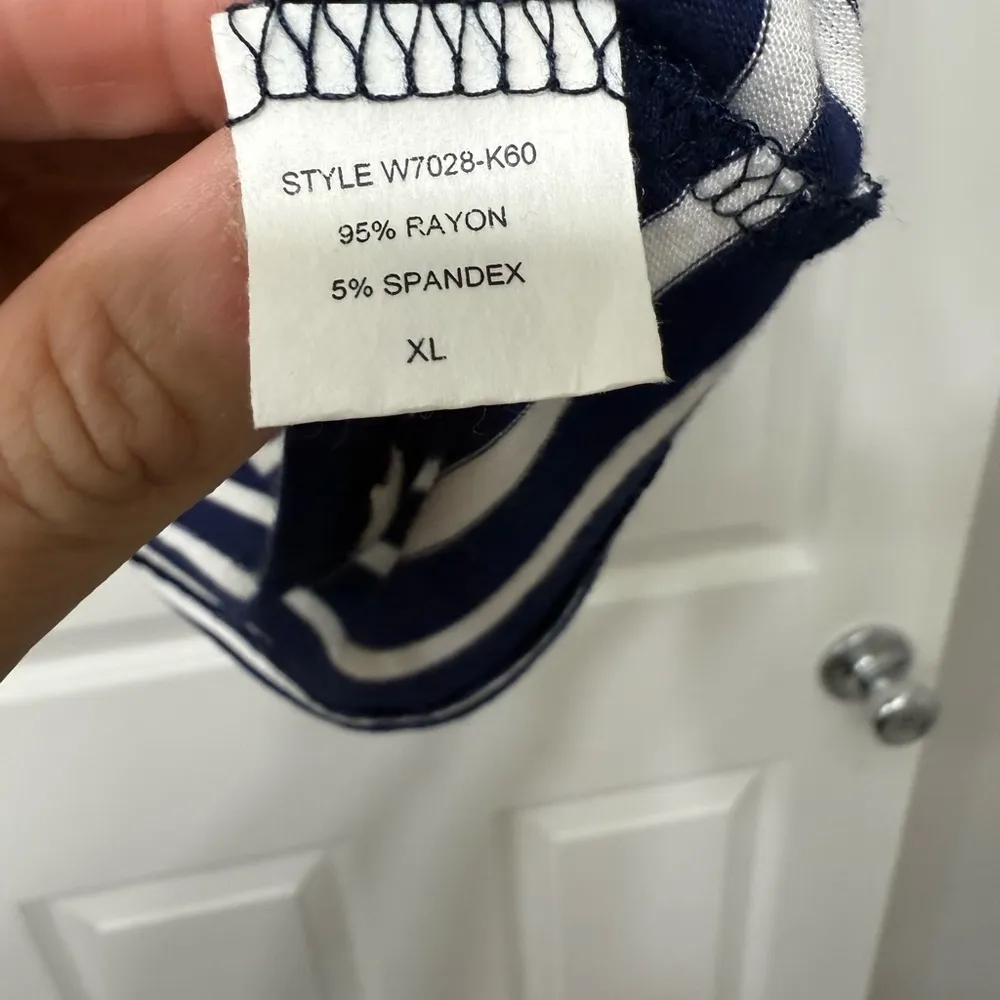 STYLE W7028-K60
95% RAYON
5% SPANDEX
XL